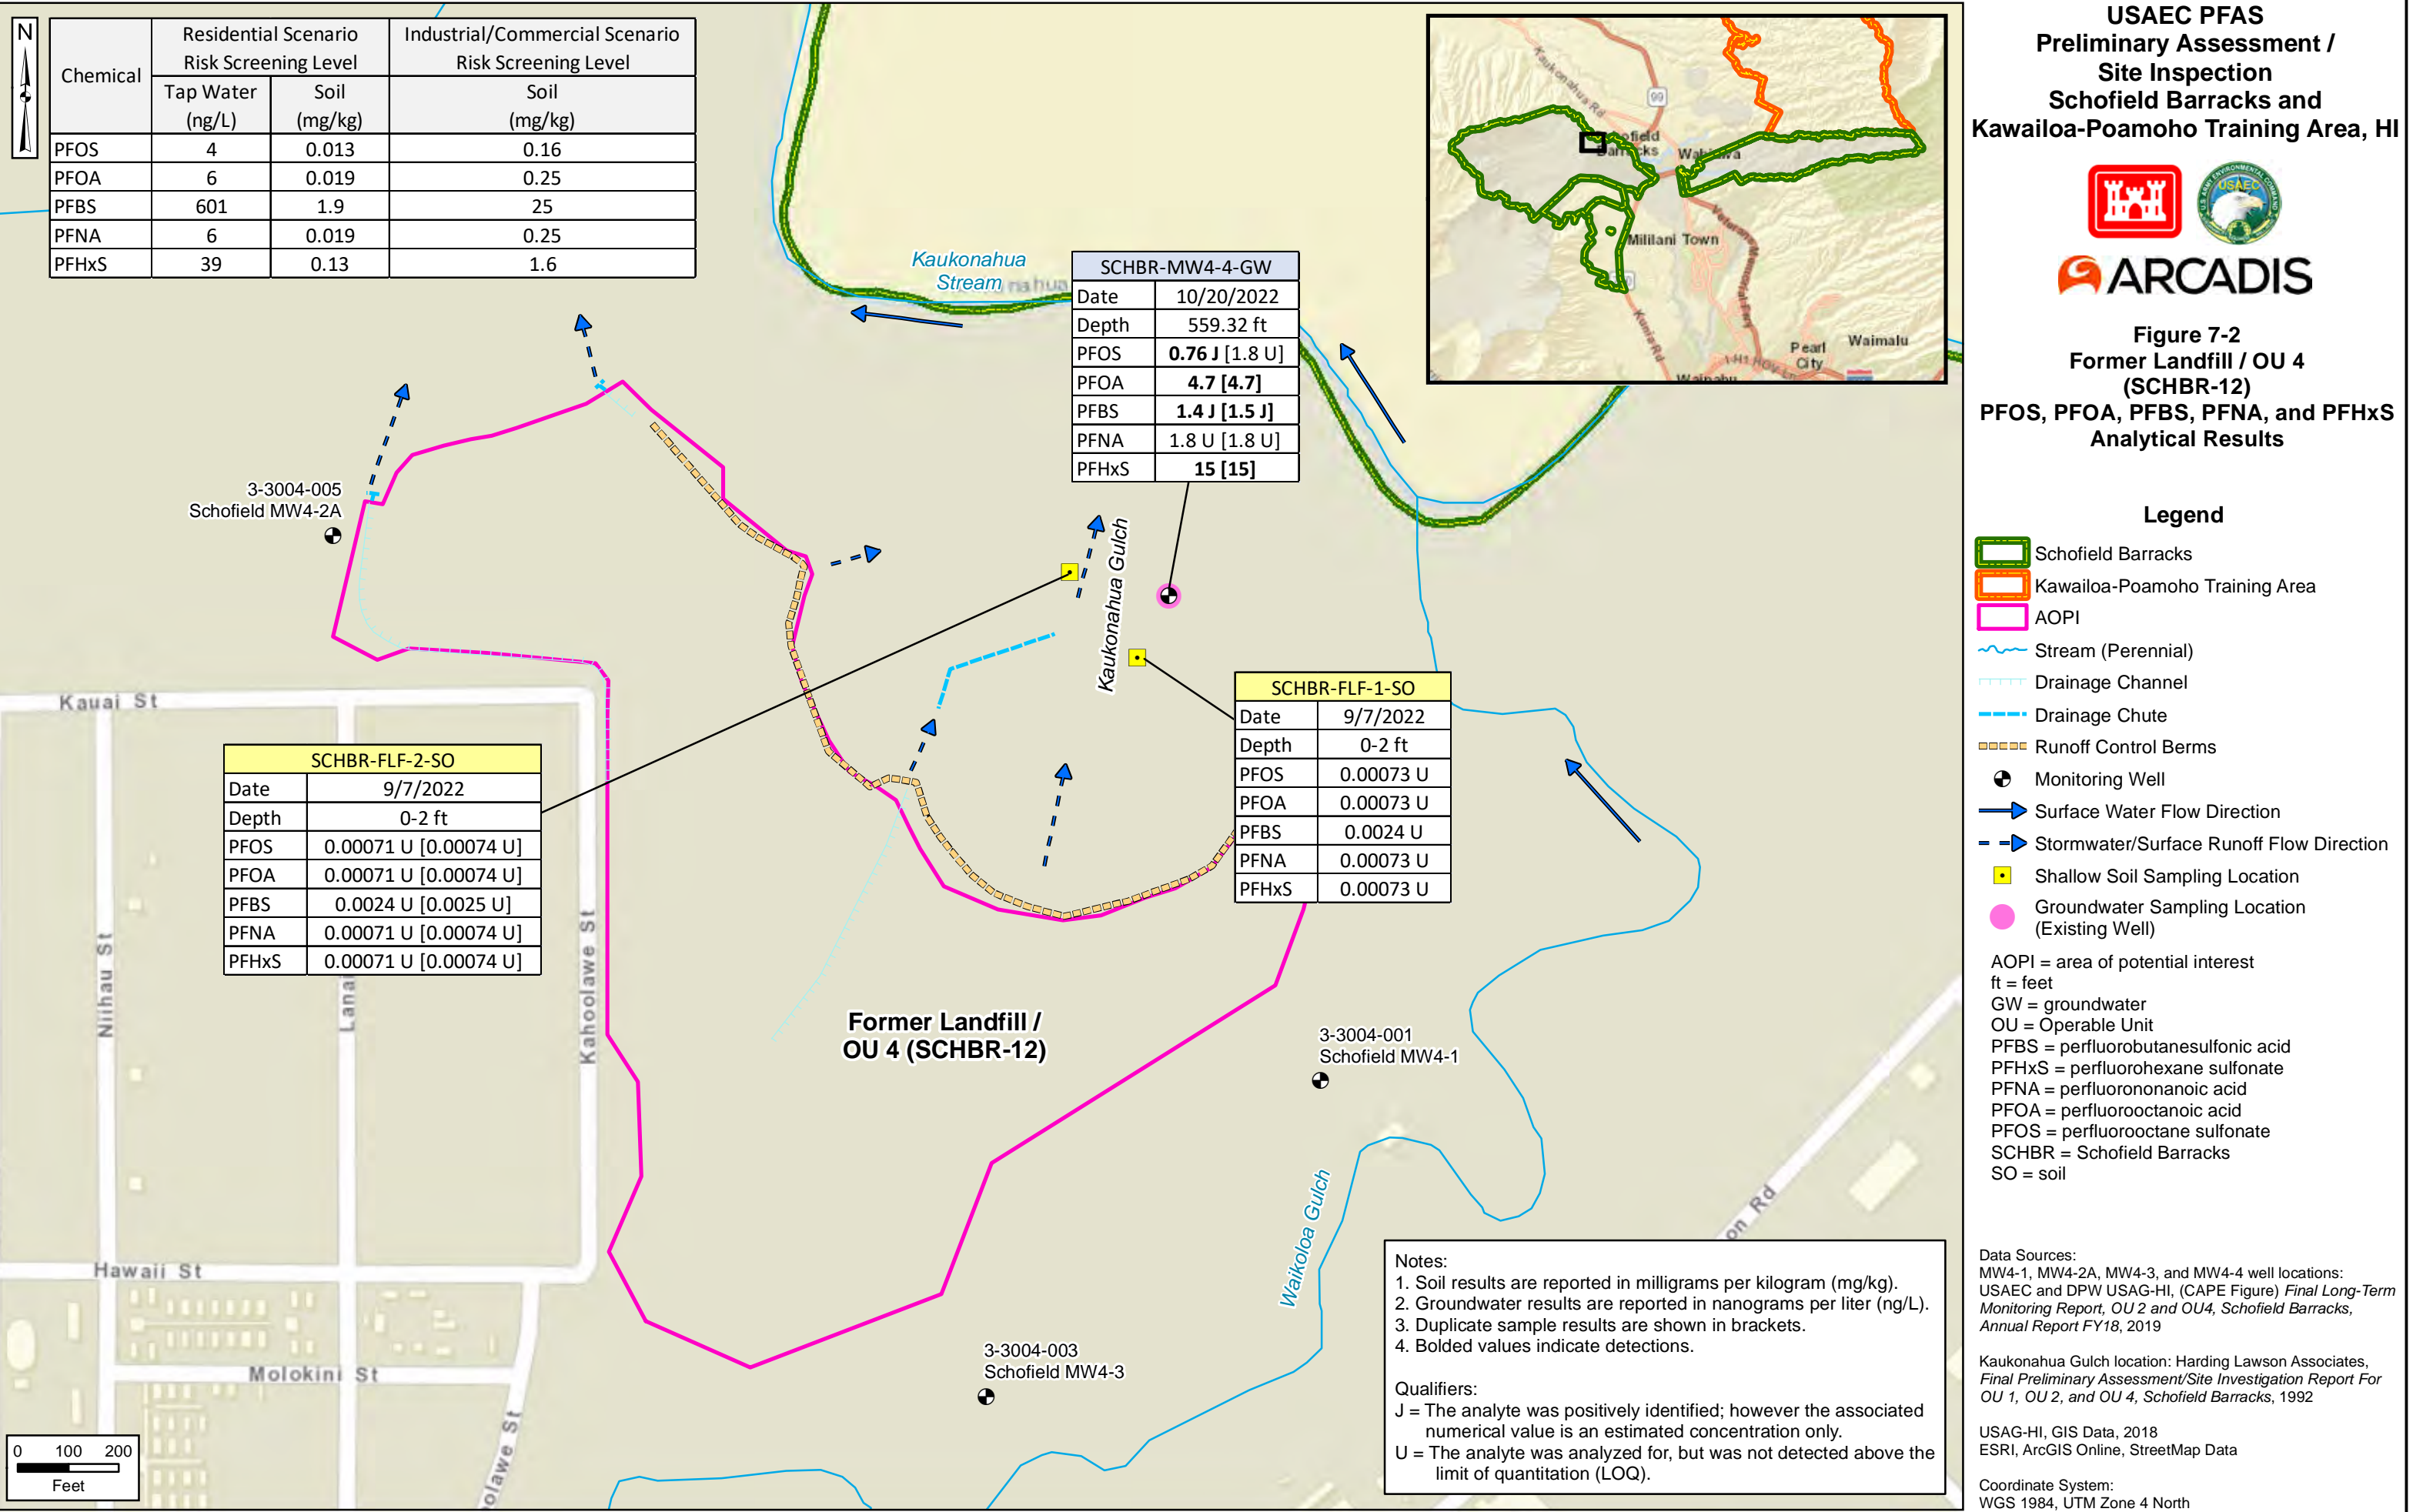 N
Chemical
Residential Scenario
Risk Screening Level
Industrial/Commercial Scenario
Risk Screening Level
Tap Water
(ng/L)
Soil
(mg/kg)
Soil
(mg/kg)
PFOS 4 0.013 0.16
PFOA 6 0.019 0.25
PFBS 601 1.9 25
PFNA 6 0.019 0.25
PFHxS 39 0.13 1.6
Kaukonahua
Stream
nahua
SCHBR-MW4-4-GW
Date 10/20/2022
Depth 559.32 ft
PFOS 0.76 J [1.8 U]
PFOA 4.7 [4.7]
PFBS 1.4 J [1.5 J]
PFNA 1.8 U [1.8 U]
PFHxS 15 [15]
Kaukonahua Rd
99
Wahiawa
Mililani Town
Veterans Memorial Fwy
Kunia Rd
Pearl
City
Waimalu
3-3004-005
Schofield MW4-2A
Kaukonahua Gulch
SCHBR-FLF-1-SO
Date 9/7/2022
Depth 0-2 ft
PFOS 0.00073 U
PFOA 0.00073 U
PFBS 0.0024 U
PFNA 0.00073 U
PFHxS 0.00073 U
Kauai St
SCHBR-FLF-2-SO
Date 9/7/2022
Depth 0-2 ft
PFOS 0.00071 U [0.00074 U]
PFOA 0.00071 U [0.00074 U]
PFBS 0.0024 U [0.0025 U]
PFNA 0.00071 U [0.00074 U]
PFHxS 0.00071 U [0.00074 U]
Niihau St
Lanai
Kahoolawe St
Former Landfill /
OU 4 (SCHBR-12)
3-3004-001
Schofield MW4-1
Waikoloa Gulch
on Rd
Hawaii St
Molokini St
olawe St
3-3004-003
Schofield MW4-3
0 100 200
Feet
Notes:
1. Soil results are reported in milligrams per kilogram (mg/kg).
2. Groundwater results are reported in nanograms per liter (ng/L).
3. Duplicate sample results are shown in brackets.
4. Bolded values indicate detections.
Qualifiers:
J = The analyte was positively identified; however the associated
numerical value is an estimated concentration only.
U = The analyte was analyzed for, but was not detected above the
limit of quantitation (LOQ).
USAEC PFAS
Preliminary Assessment /
Site Inspection
Schofield Barracks and
Kawailoa-Poamoho Training Area, HI
USAEC
ARCADIS
Figure 7-2
Former Landfill / OU 4
(SCHBR-12)
PFOS, PFOA, PFBS, PFNA, and PFHxS
Analytical Results
Legend
Schofield Barracks
Kawailoa-Poamoho Training Area
AOPI
Stream (Perennial)
Drainage Channel
Drainage Chute
Runoff Control Berms
Monitoring Well
Surface Water Flow Direction
Stormwater/Surface Runoff Flow Direction
Shallow Soil Sampling Location
Groundwater Sampling Location
(Existing Well)
AOPI = area of potential interest
ft = feet
GW = groundwater
OU = Operable Unit
PFBS = perfluorobutanesulfonic acid
PFHxS = perfluorohexane sulfonate
PFNA = perfluorononanoic acid
PFOA = perfluorooctanoic acid
PFOS = perfluorooctane sulfonate
SCHBR = Schofield Barracks
SO = soil
Data Sources:
MW4-1, MW4-2A, MW4-3, and MW4-4 well locations:
USAEC and DPW USAG-HI, (CAPE Figure) Final Long-Term
Monitoring Report, OU 2 and OU4, Schofield Barracks,
Annual Report FY18, 2019
Kaukonahua Gulch location: Harding Lawson Associates,
Final Preliminary Assessment/Site Investigation Report For
OU 1, OU 2, and OU 4, Schofield Barracks, 1992
USAG-HI, GIS Data, 2018
ESRI, ArcGIS Online, StreetMap Data
Coordinate System:
WGS 1984, UTM Zone 4 North